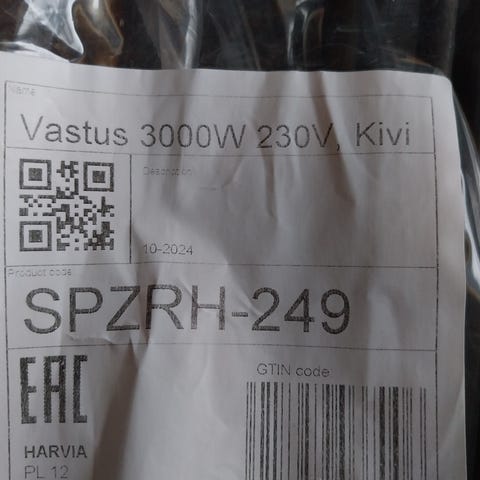 Name
Vastus 3000W 230V, Kivi
Description
10-2024
Product code
SPZRH-249
EAC
GTIN code
HARVIA
PL 12